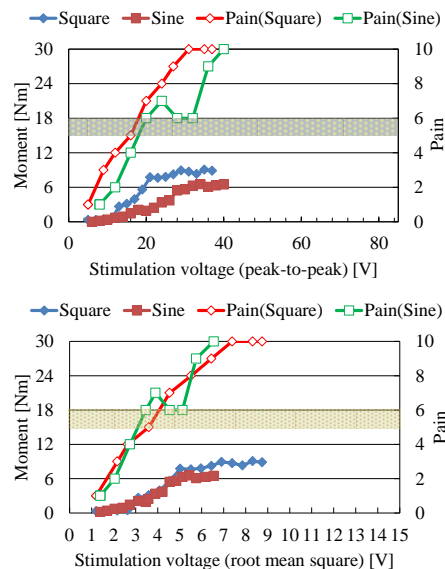 Square Sine Pain(Square) Pain(Sine)
30 10
24 8
18 6
12 4
6 2
0 0
0 20 40 60 80
Moment [Nm]
Pain
Stimulation voltage (peak-to-peak) [V]
Square Sine Pain(Square) Pain(Sine)
30 10
24 8
18 6
12 4
6 2
0 0
0 1 2 3 4 5 6 7 8 9 10 11 12 13 14 15
Moment [Nm]
Pain
Stimulation voltage (root mean square) [V]